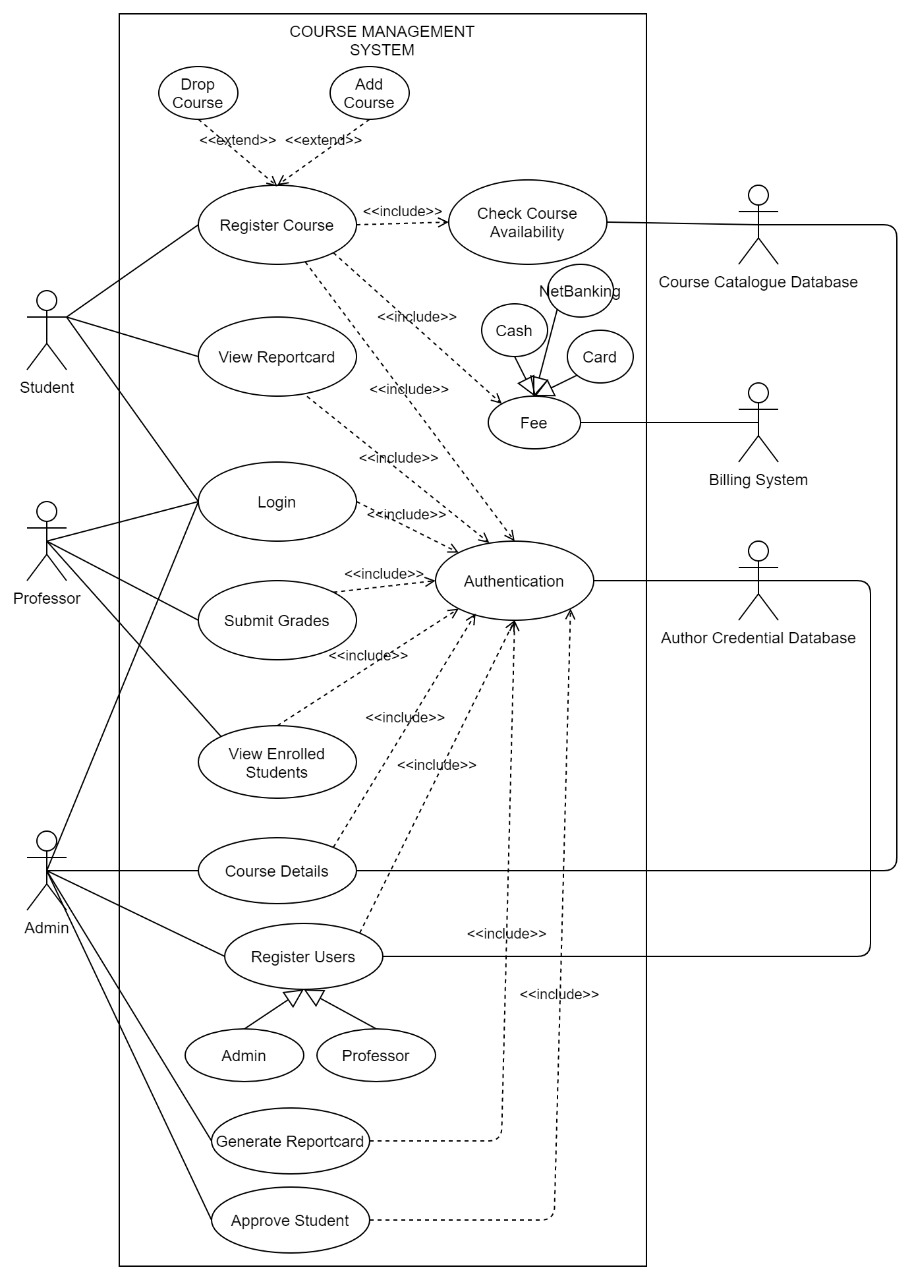 COURSE MANAGEMENT
SYSTEM
Drop
Course
Add
Course
<<extend>>
<<extend>>
Register Course
<<include>>
Check Course
Availability
Course Catalogue Database
NetBanking
<<include>>
Cash
Card
Student
View Reportcard
<<include>>
Fee
Billing System
<<include>>
Login
<<include>>
Professor
<<include>>
Authentication
Submit Grades
Author Credential Database
<<include>>
<<include>>
View Enrolled
Students
<<include>>
Course Details
Admin
<<include>>
Register Users
<<include>>
Admin
Professor
Generate Reportcard
Approve Student